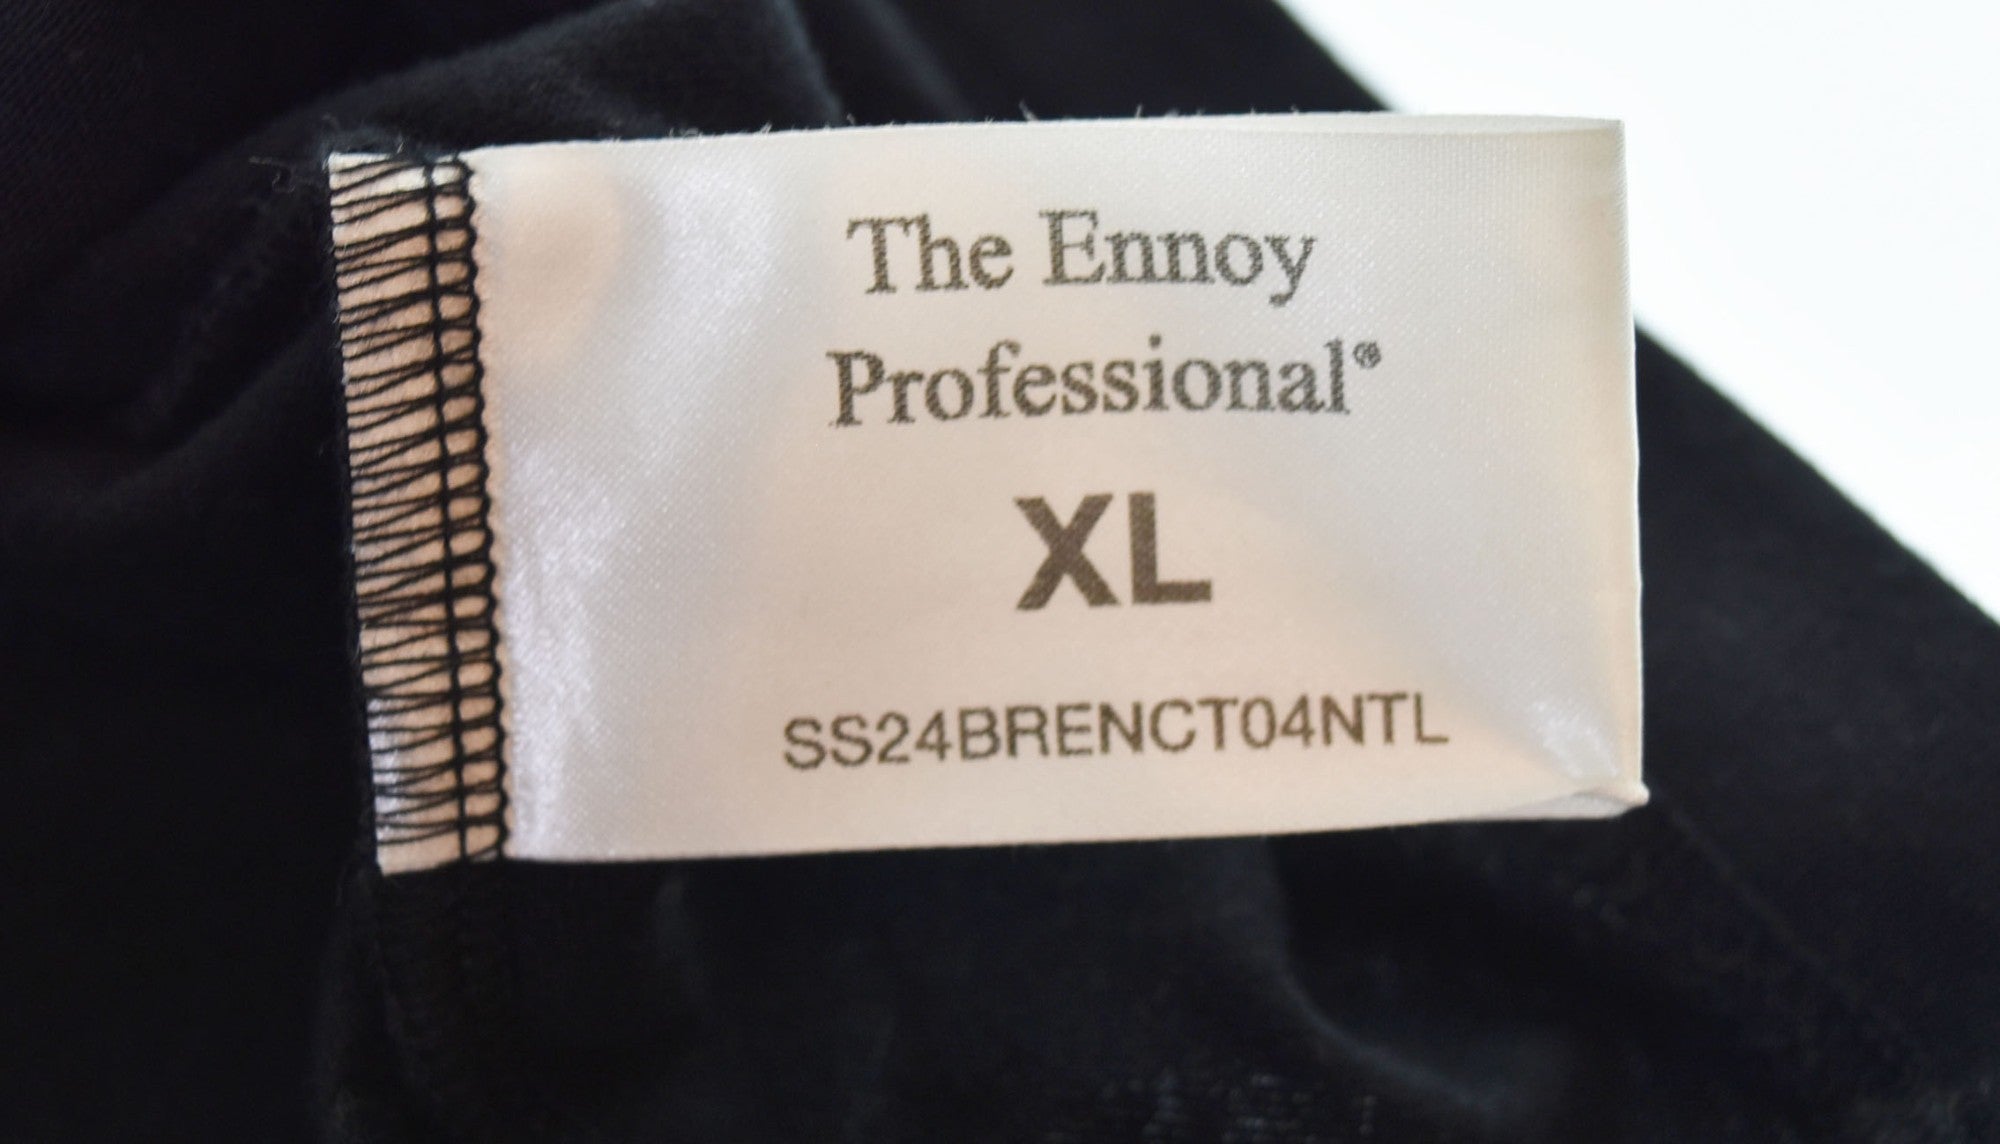 The Ennoy
Professional®
XL
SS24BRENCT04NTL